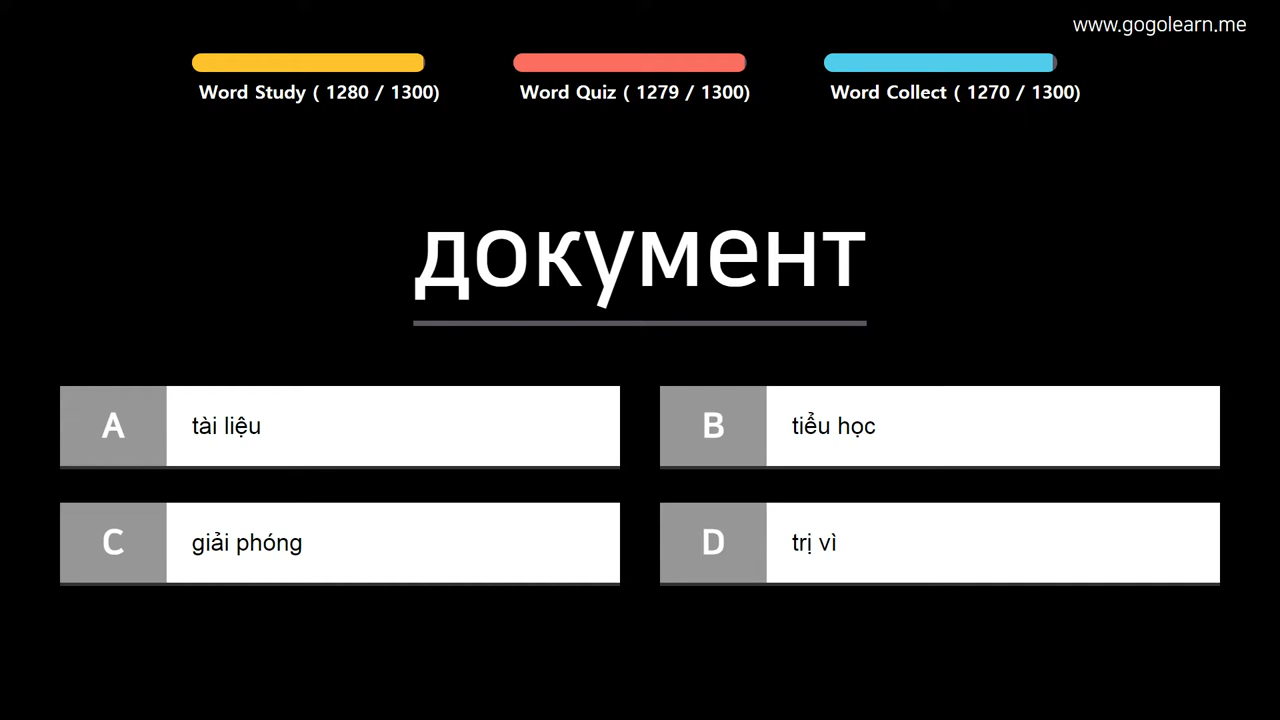 www.gogolearn.me
Word Study ( 1280 / 1300)
Word Quiz ( 1279 / 1300)
Word Collect ( 1270 / 1300)
документ
A tài liệu
B tiểu học
C giải phóng
D trị vì